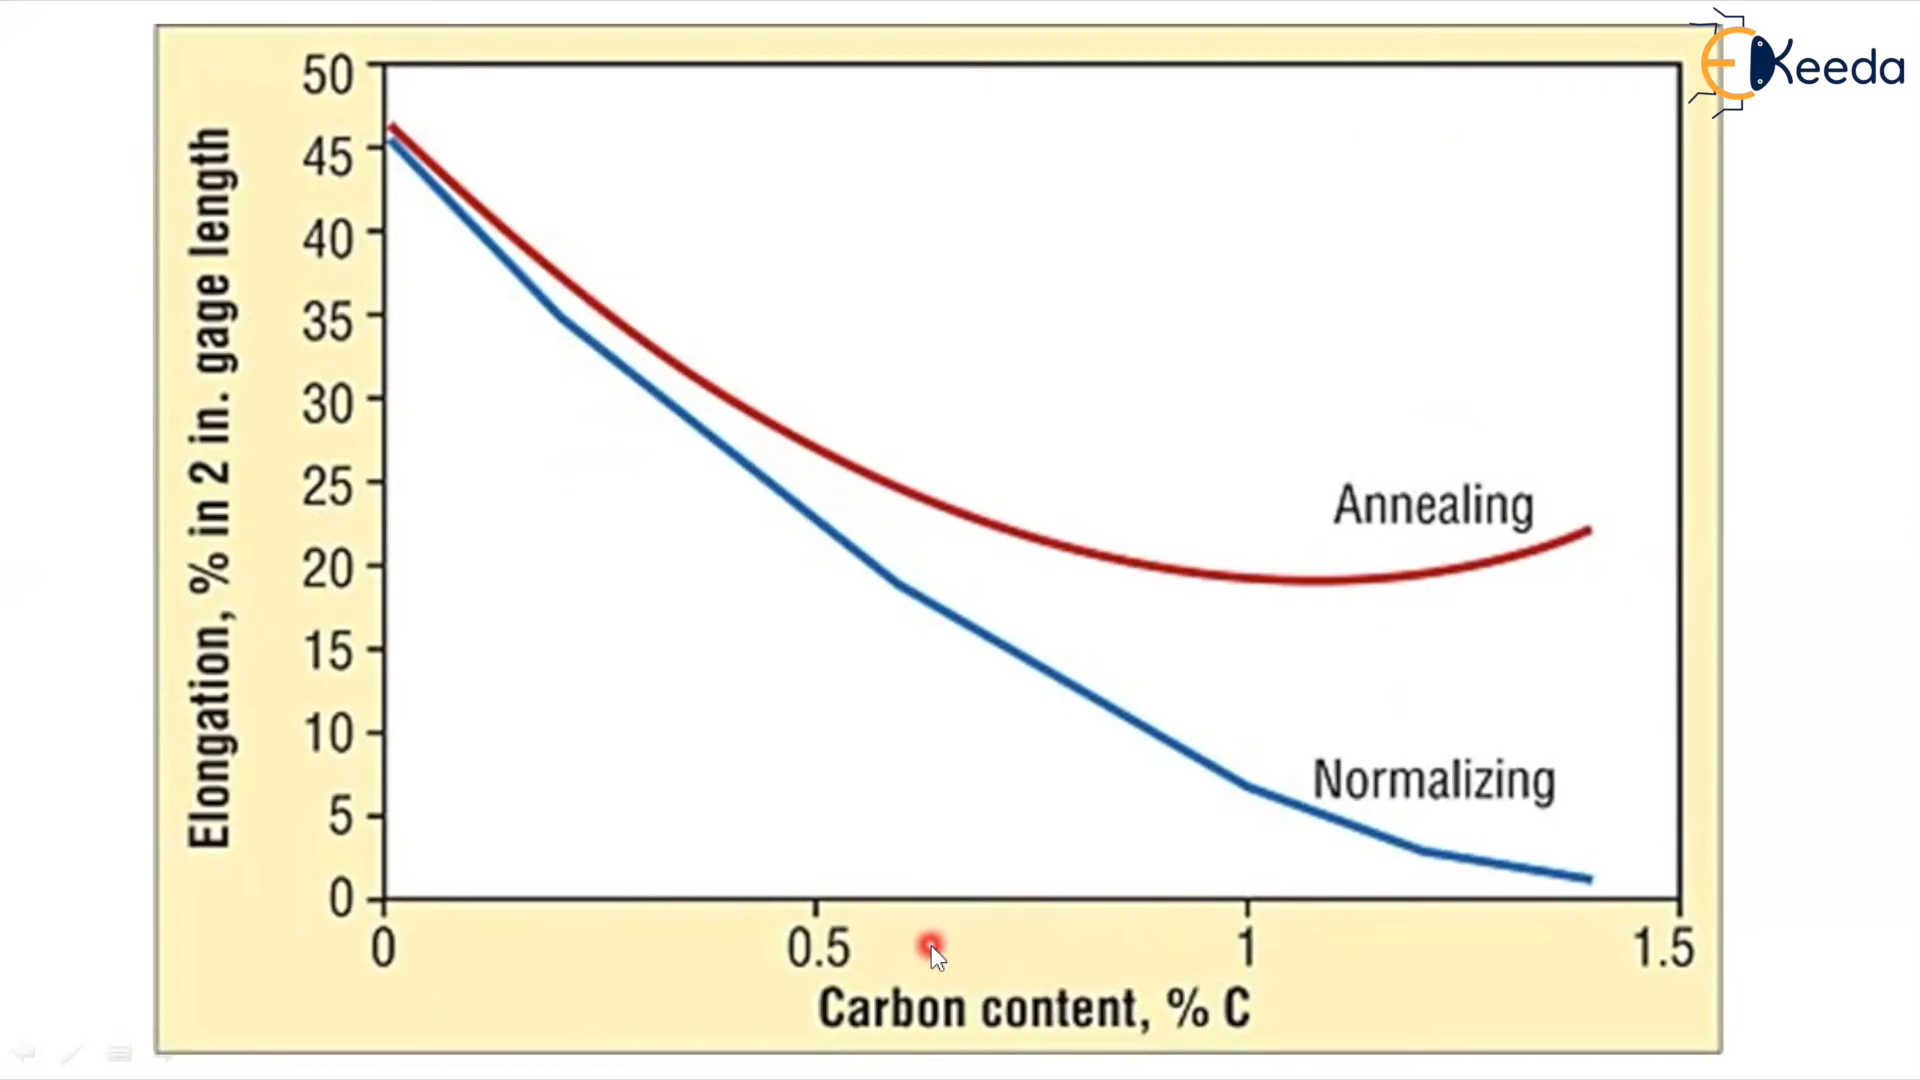 EKeeda
50
45
40
35
30
25
20
15
10
5
0
Elongation, % in 2 in. gage length
Annealing
Normalizing
0 0.5 1 1.5
Carbon content, % C